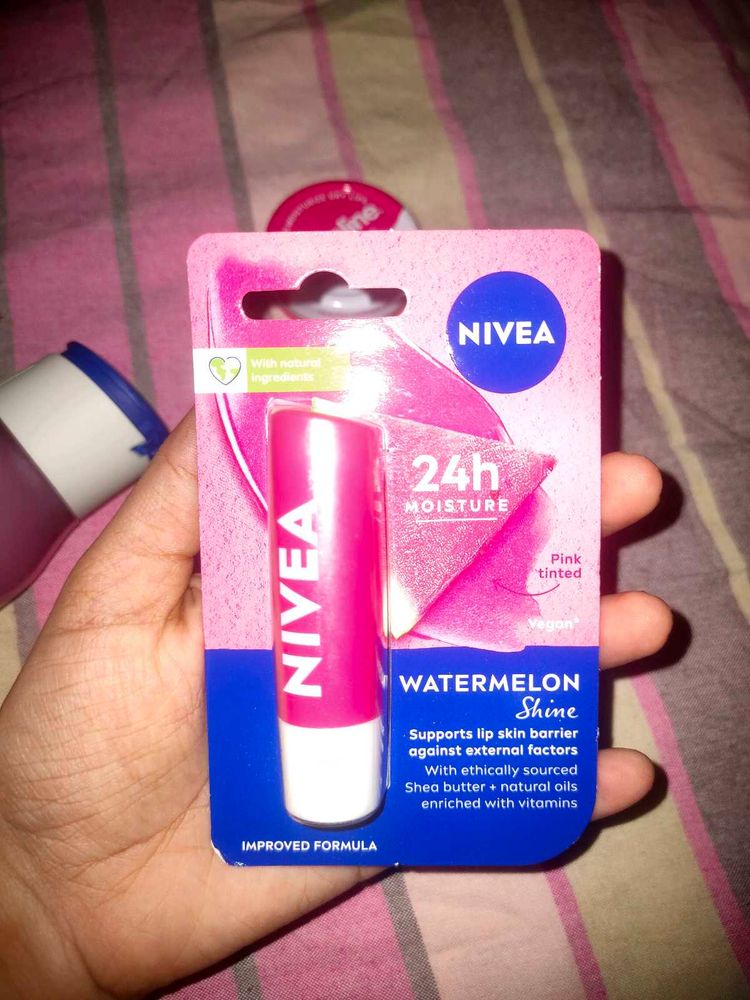 NIVEA
With natural
ingredients
24h
MOISTURE
Pink
tinted
Vegan
NIVEA
WATERMELON
Shine
Supports lip skin barrier
against external factors
With ethically sourced
Shea butter + natural oils
enriched with vitamins
IMPROVED FORMULA